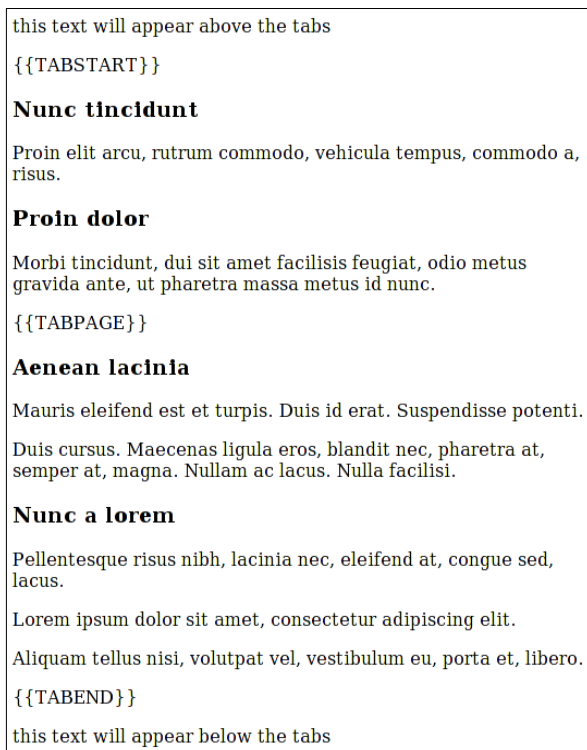 this text will appear above the tabs
{{TABSTART}}
Nunc tincidunt
Proin elit arcu, rutrum commodo, vehicula tempus, commodo a,
risus.
Proin dolor
Morbi tincidunt, dui sit amet facilisis feugiat, odio metus
gravida ante, ut pharetra massa metus id nunc.
{{TABPAGE}}
Aenean lacinia
Mauris eleifend est et turpis. Duis id erat. Suspendisse potenti.
Duis cursus. Maecenas ligula eros, blandit nec, pharetra at,
semper at, magna. Nullam ac lacus. Nulla facilisi.
Nunc a lorem
Pellentesque risus nibh, lacinia nec, eleifend at, congue sed,
lacus.
Lorem ipsum dolor sit amet, consectetur adipiscing elit.
Aliquam tellus nisi, volutpat vel, vestibulum eu, porta et, libero.
{{TABEND}}
this text will appear below the tabs